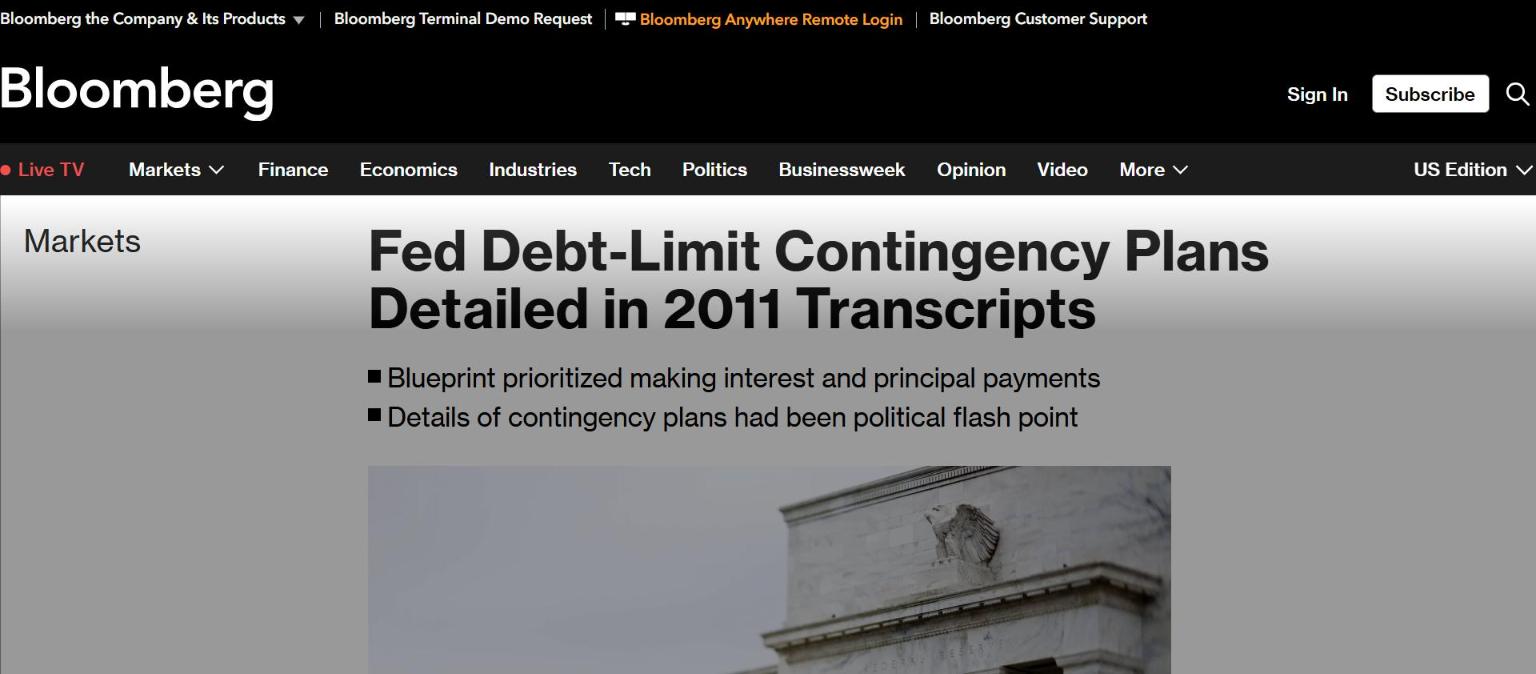 Bloomberg the Company & Its Products Bloomberg Terminal Demo Request Bloomberg Anywhere Remote Login Bloomberg Customer Support
Bloomberg
Sign In Subscribe
Live TV Markets Finance Economics Industries Tech Politics Businessweek Opinion Video More US Edition
Markets
Fed Debt-Limit Contingency Plans
Detailed in 2011 Transcripts
Blueprint prioritized making interest and principal payments
Details of contingency plans had been political flash point
FEDERAL RESERVE